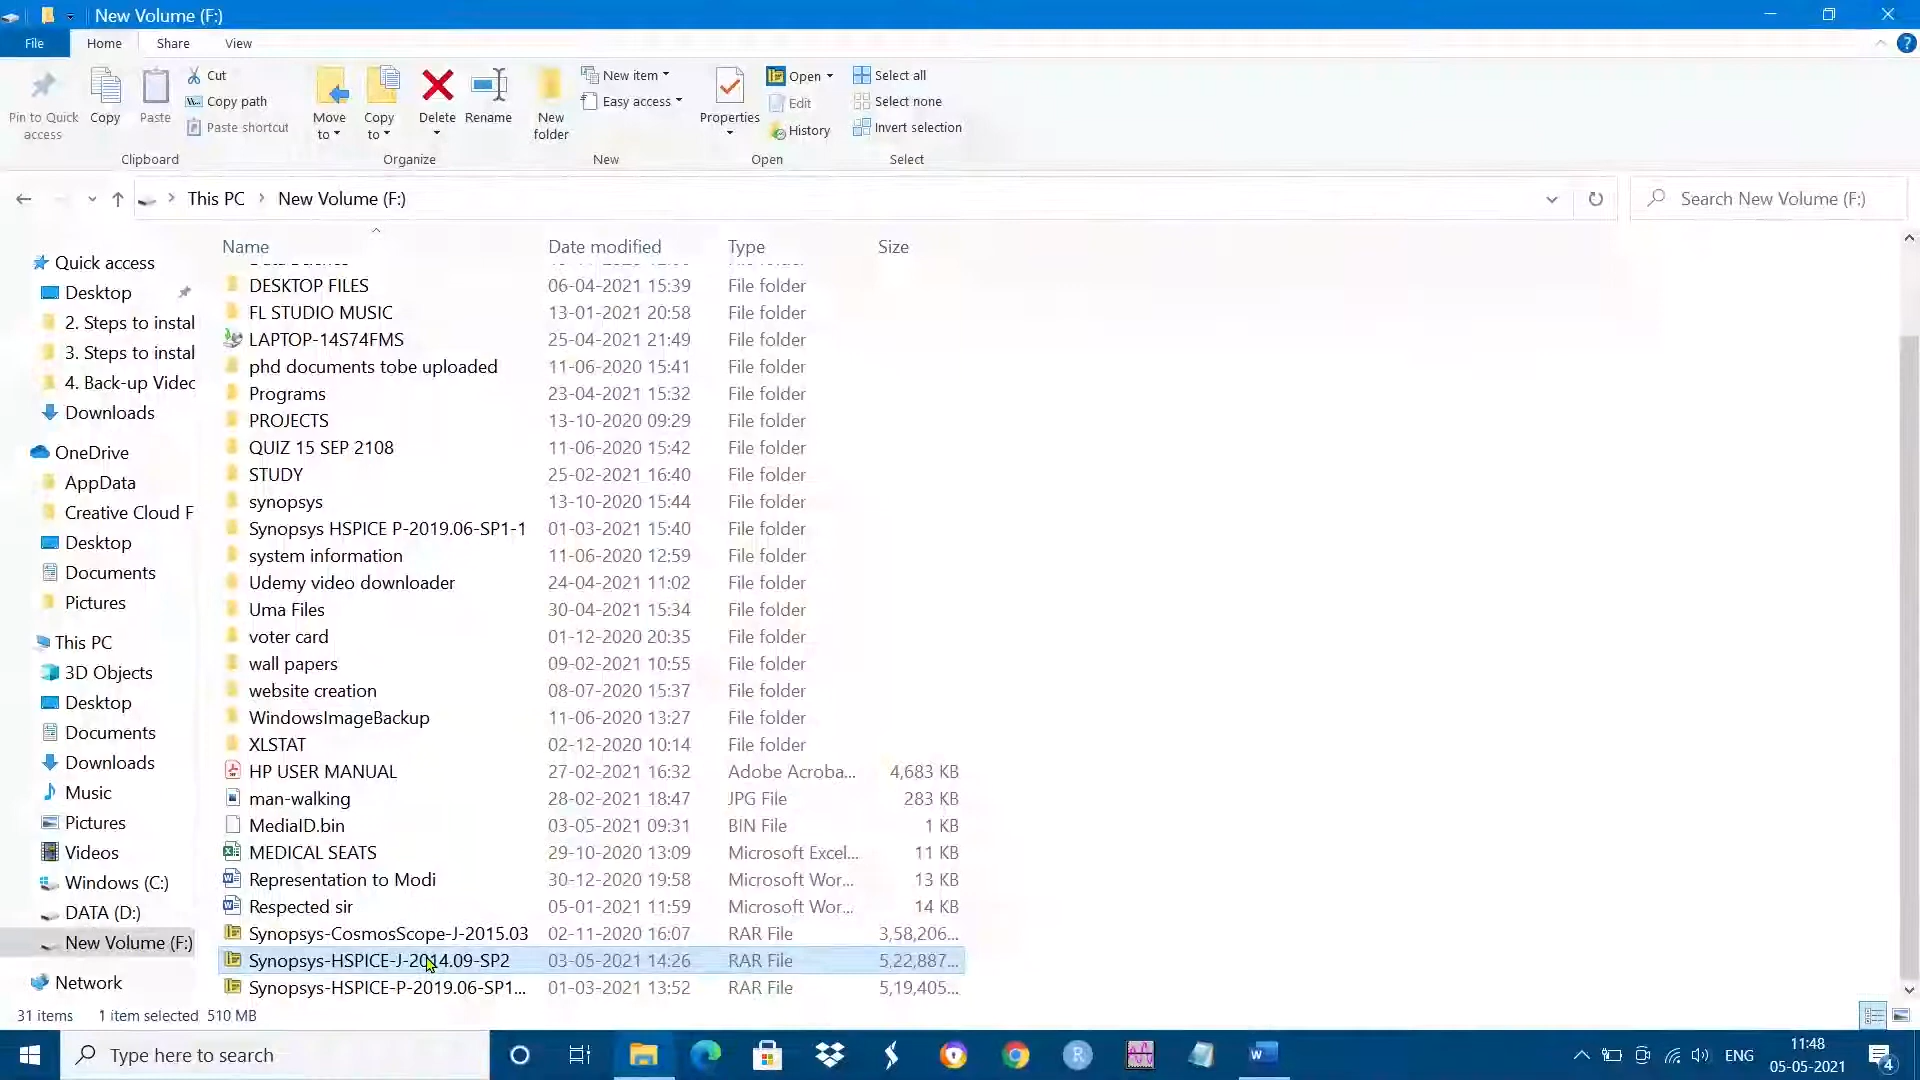 New Volume (F:)
File Home Share View
Pin to Quick access
Copy
Paste
Cut
Copy path
Paste shortcut
Clipboard
Move to
Copy to
Delete
Rename
Organize
New folder
New item
Easy access
New
Properties
Open
Edit
History
Open
Select all
Select none
Invert selection
Select
This PC > New Volume (F:)
Search New Volume (F:)
Quick access
Desktop
2. Steps to instal
3. Steps to instal
4. Back-up Videc
Downloads
OneDrive
AppData
Creative Cloud F
Desktop
Documents
Pictures
This PC
3D Objects
Desktop
Documents
Downloads
Music
Pictures
Videos
Windows (C:)
DATA (D:)
New Volume (F:)
Network
Name Date modified Type Size
DESKTOP FILES 06-04-2021 15:39 File folder
FL STUDIO MUSIC 13-01-2021 20:58 File folder
LAPTOP-14S74FMS 25-04-2021 21:49 File folder
phd documents tobe uploaded 11-06-2020 15:41 File folder
Programs 23-04-2021 15:32 File folder
PROJECTS 13-10-2020 09:29 File folder
QUIZ 15 SEP 2108 11-06-2020 15:42 File folder
STUDY 25-02-2021 16:40 File folder
synopsys 13-10-2020 15:44 File folder
Synopsys HSPICE P-2019.06-SP1-1 01-03-2021 15:40 File folder
system information 11-06-2020 12:59 File folder
Udemy video downloader 24-04-2021 11:02 File folder
Uma Files 30-04-2021 15:34 File folder
voter card 01-12-2020 20:35 File folder
wall papers 09-02-2021 10:55 File folder
website creation 08-07-2020 15:37 File folder
WindowsImageBackup 11-06-2020 13:27 File folder
XLSTAT 02-12-2020 10:14 File folder
HP USER MANUAL 27-02-2021 16:32 Adobe Acroba... 4,683 KB
man-walking 28-02-2021 18:47 JPG File 283 KB
MediaID.bin 03-05-2021 09:31 BIN File 1 KB
MEDICAL SEATS 29-10-2020 13:09 Microsoft Excel... 11 KB
Representation to Modi 30-12-2020 19:58 Microsoft Wor... 13 KB
Respected sir 05-01-2021 11:59 Microsoft Wor... 14 KB
Synopsys-CosmosScope-J-2015.03 02-11-2020 16:07 RAR File 3,58,206...
Synopsys-HSPICE-J-2014.09-SP2 03-05-2021 14:26 RAR File 5,22,887...
Synopsys-HSPICE-P-2019.06-SP1... 01-03-2021 13:52 RAR File 5,19,405...
31 items 1 item selected 510 MB
Type here to search
ENG
11:48
05-05-2021
4